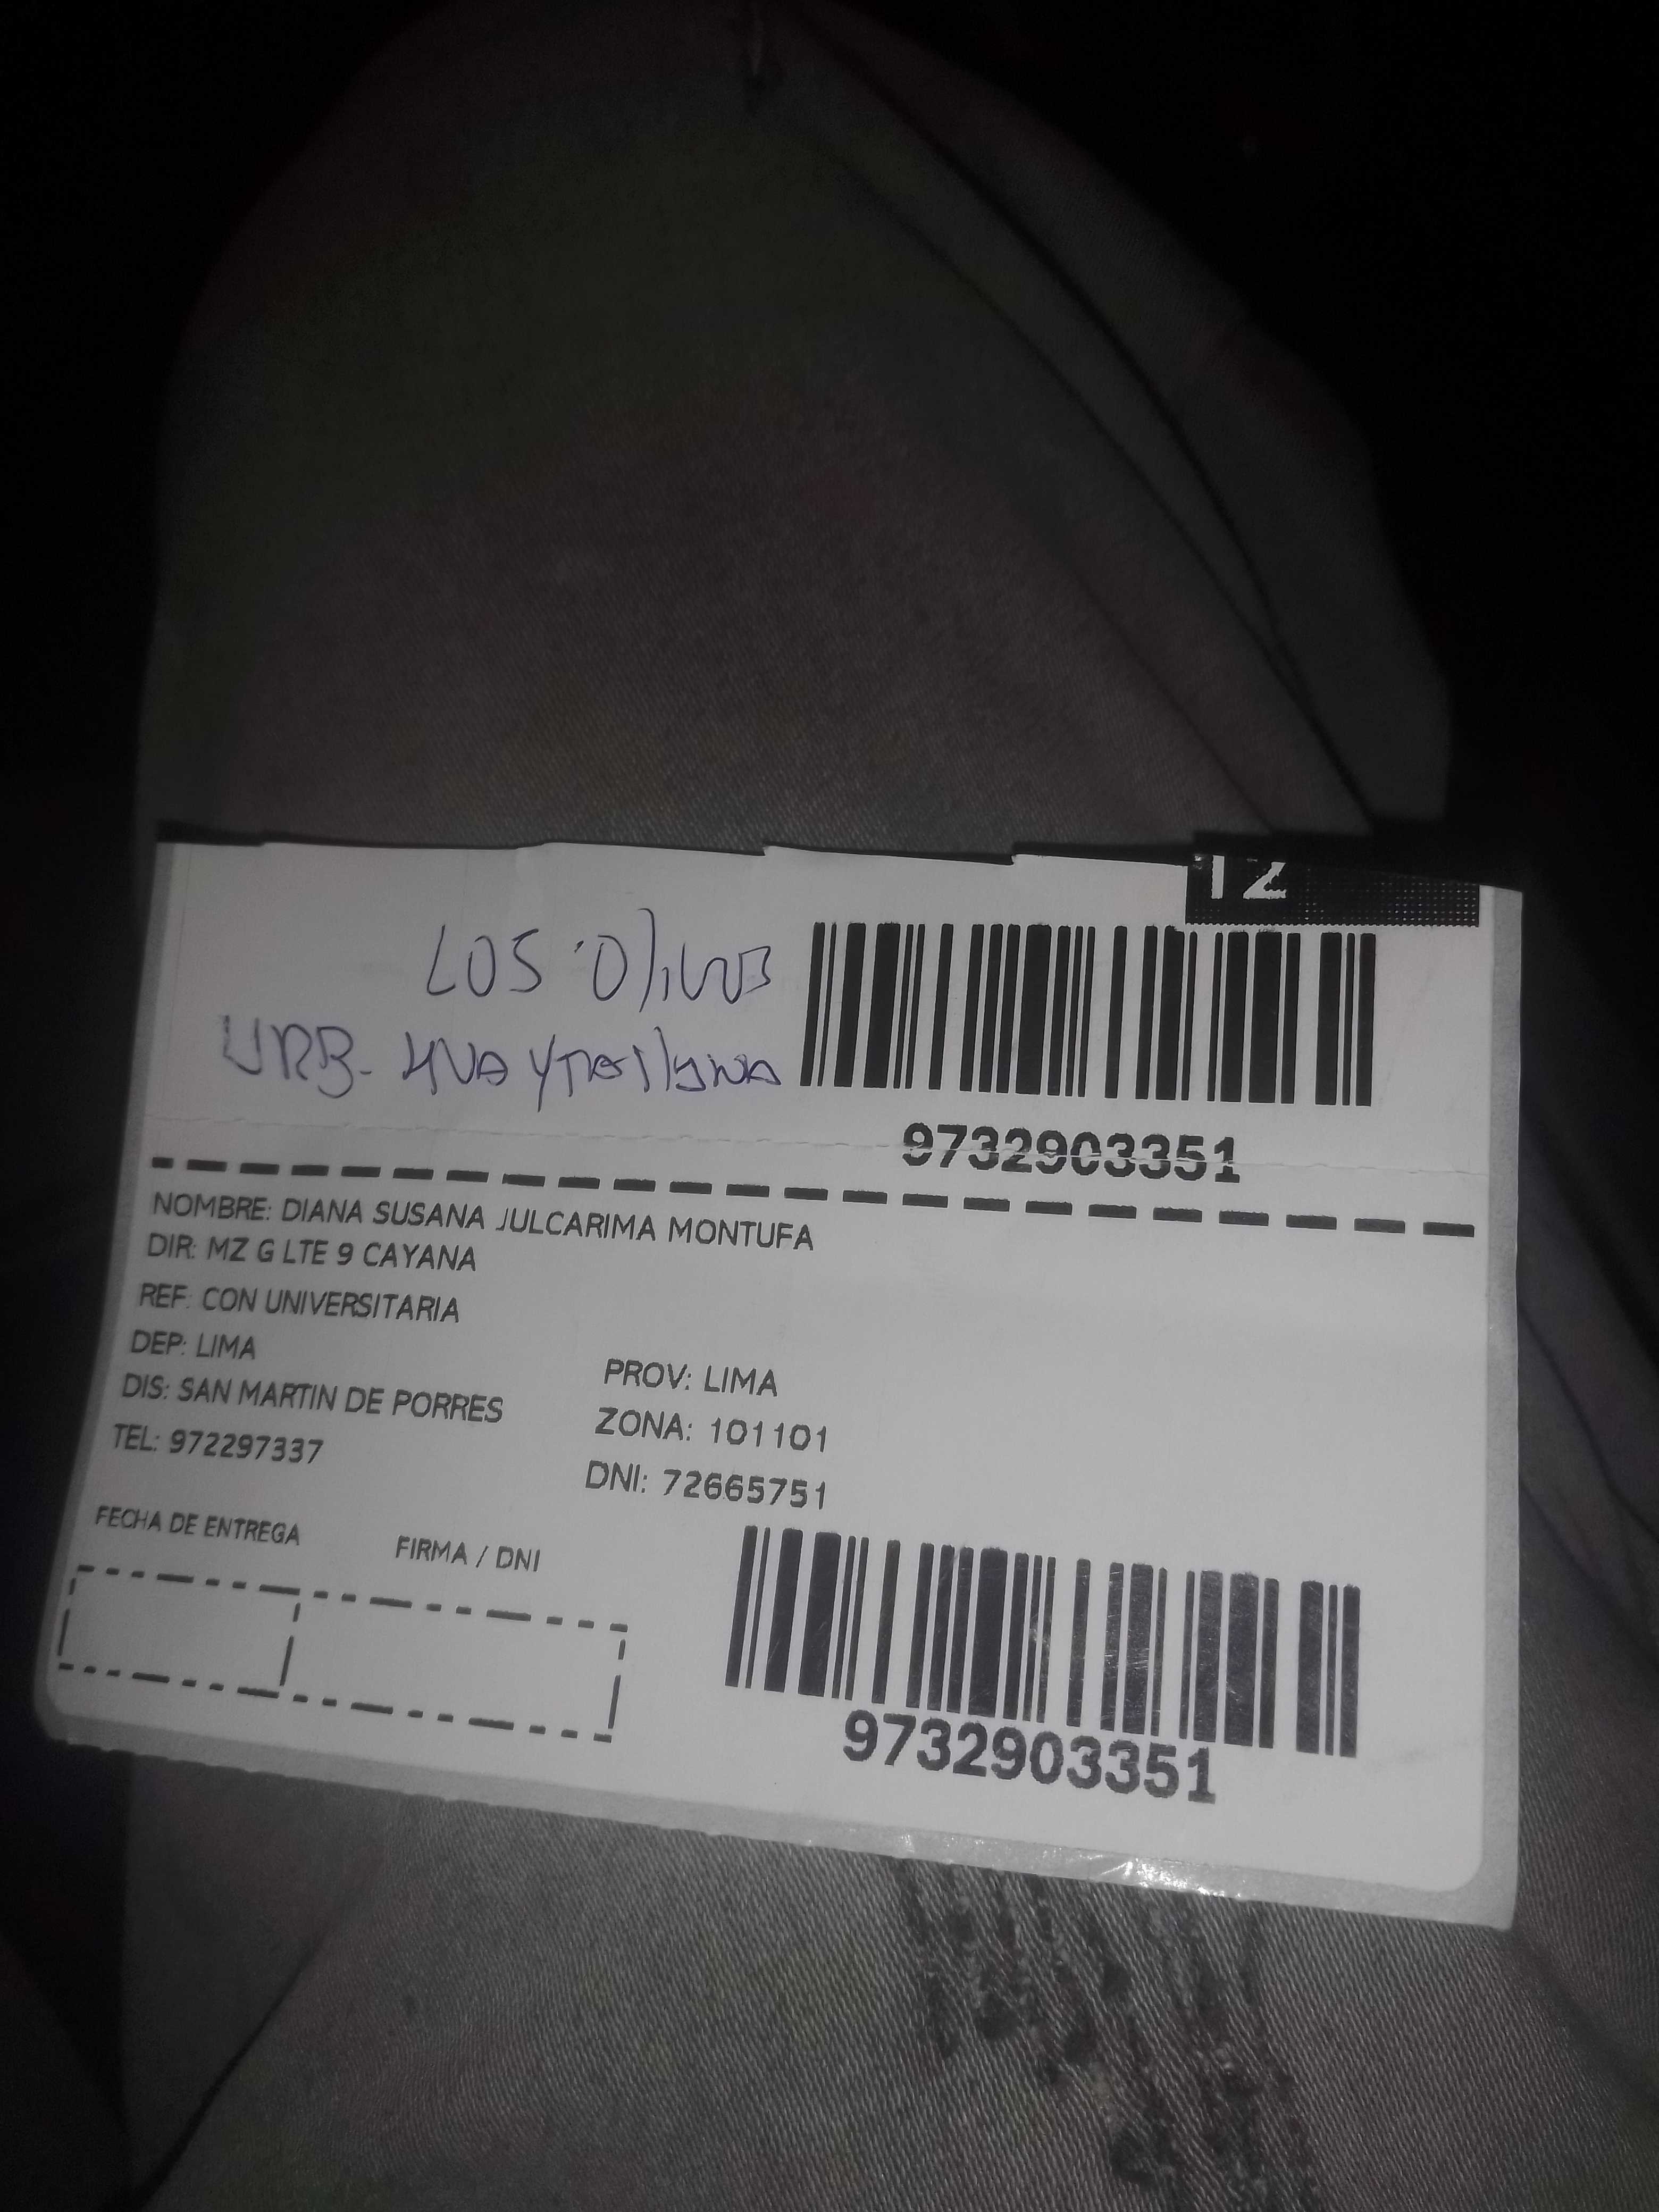 12
LOS OLIVOS
URB.
9732903351
NOMBRE: DIANA SUSANA JULCARIMA MONTUFA
DIR: MZ G LTE 9 CAYANA
REF: CON UNIVERSITARIA
DEP: LIMA
PROV: LIMA
DIS: SAN MARTIN DE PORRES
ZONA: 101101
TEL: 972297337
DNI: 72665751
FECHA DE ENTREGA
FIRMA / DNI
9732903351